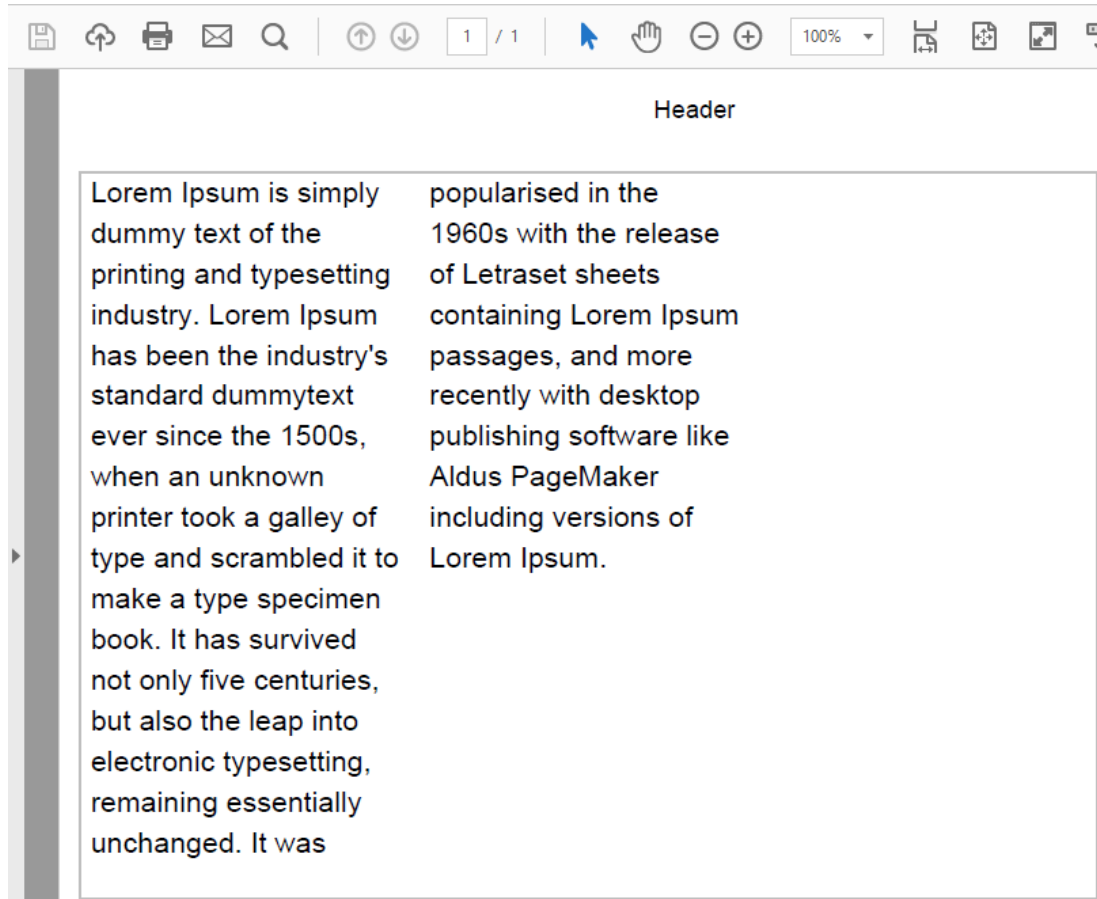 1 / 1
100%
Header
Lorem Ipsum is simply
dummy text of the
printing and typesetting
industry. Lorem Ipsum
has been the industry's
standard dummytext
ever since the 1500s,
when an unknown
printer took a galley of
type and scrambled it to
make a type specimen
book. It has survived
not only five centuries,
but also the leap into
electronic typesetting,
remaining essentially
unchanged. It was
popularised in the
1960s with the release
of Letraset sheets
containing Lorem Ipsum
passages, and more
recently with desktop
publishing software like
Aldus PageMaker
including versions of
Lorem Ipsum.